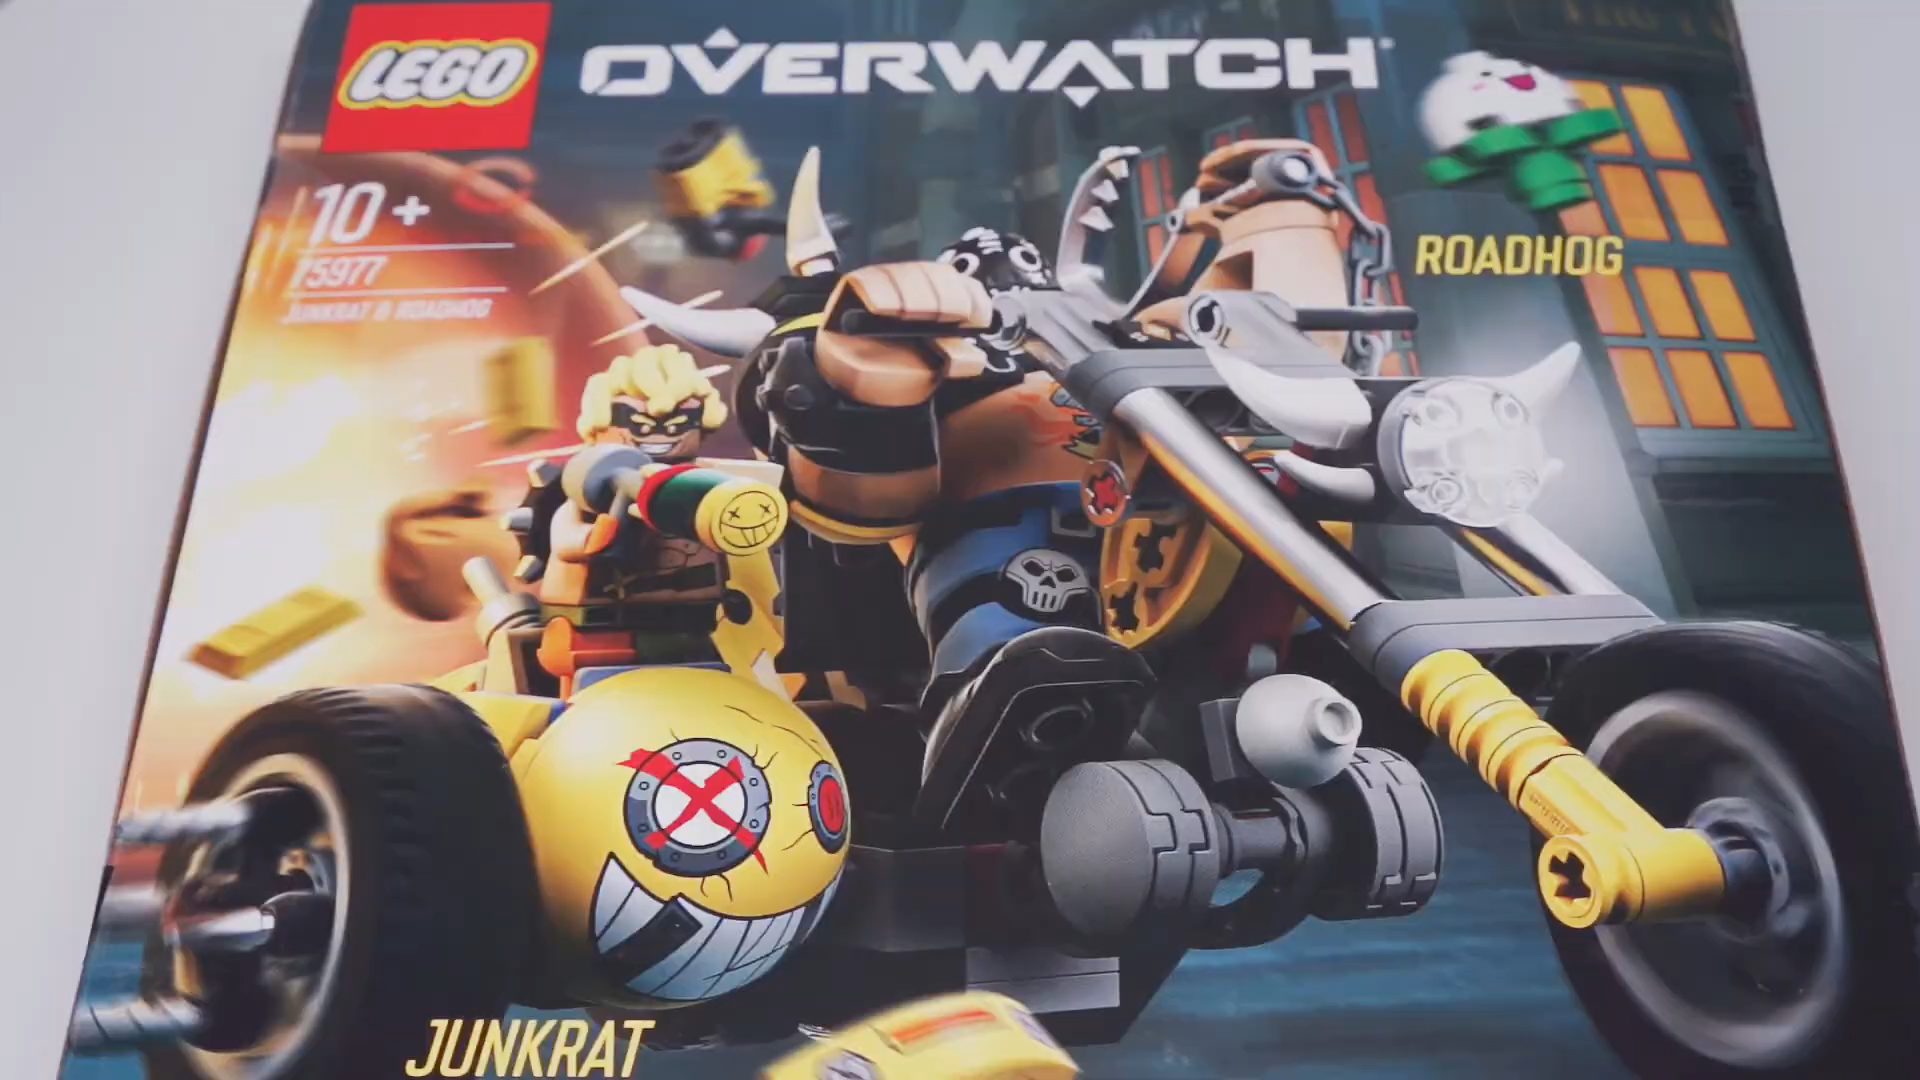 LEGO
OVERWATCH
10+
75977
JUNKRAT & ROADHOG
ROADHOG
JUNKRAT